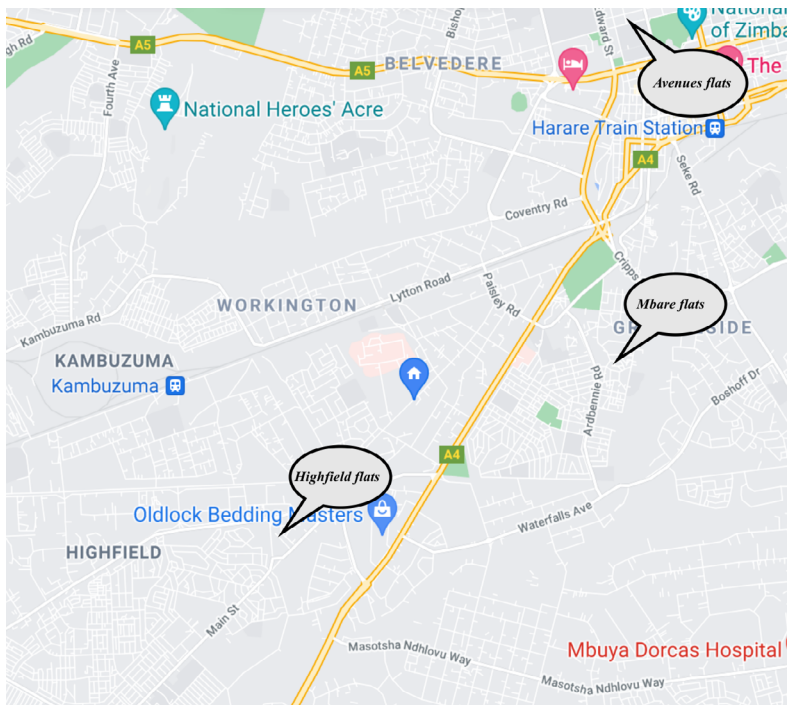 National
of Zimba
Bishop
Edward St
gh Rd
A5
A5
BELVEDERE
Fourth Ave
The
Avenues flats
National Heroes' Acre
Harare Train Station
A4
Seke Rd
Coventry Rd
Cripps
Paisley Rd
Lytton Road
WORKINGTON
Mbare flats
GR
SIDE
Kambuzuma Rd
KAMBUZUMA
Kambuzuma
Ardbennie Rd
Boshoff Dr
A4
Highfield flats
Oldlock Bedding Masters
Waterfalls Ave
HIGHFIELD
Main St
Masotsha Ndhlovu Way
Mbuya Dorcas Hospital
Masotsha Ndhlovu Way